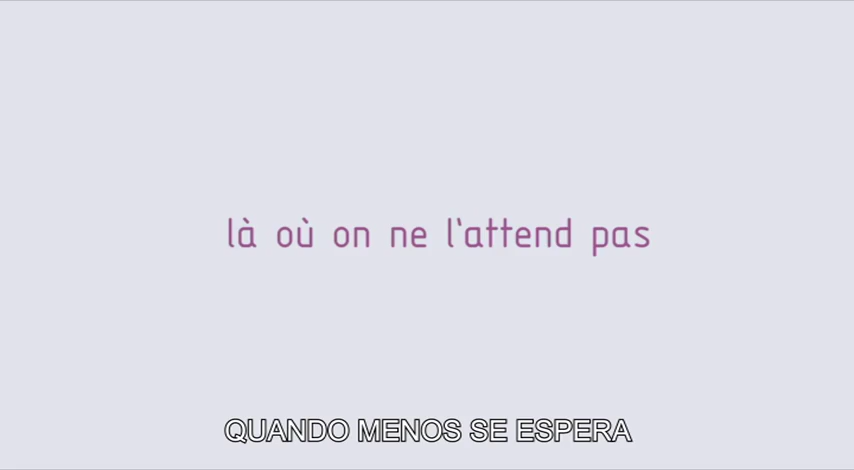 là où on ne l'attend pas
QUANDO MENOS SE ESPERA